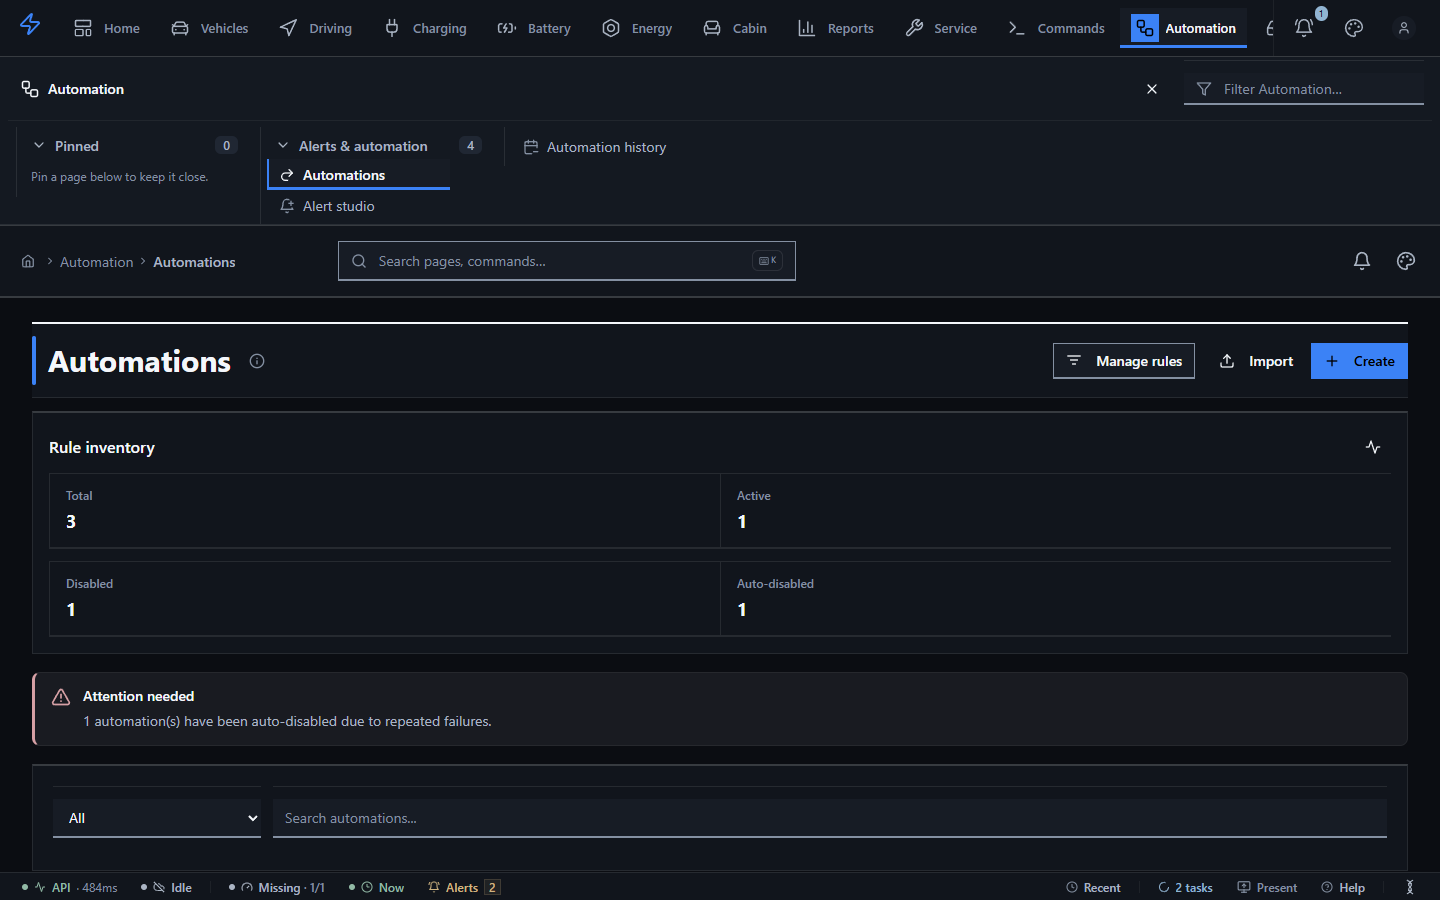 Home Vehicles Driving Charging Battery Energy Cabin Reports Service Commands Automation 1
Automation
Filter Automation...
Pinned 0
Pin a page below to keep it close.
Alerts & automation 4
Automations
Alert studio
Automation history
Automation Automations
Search pages, commands... K
Automations
Manage rules Import Create
Rule inventory
Total
3
Active
1
Disabled
1
Auto-disabled
1
Attention needed
1 automation(s) have been auto-disabled due to repeated failures.
All Search automations...
API · 484ms Idle Missing · 1/1 Now Alerts 2 Recent 2 tasks Present Help